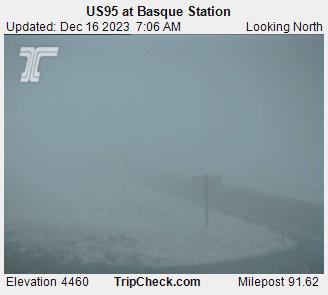 US95 at Basque Station
Updated: Dec 16 2023 7:06 AM Looking North
Elevation 4460 TripCheck.com Milepost 91.62